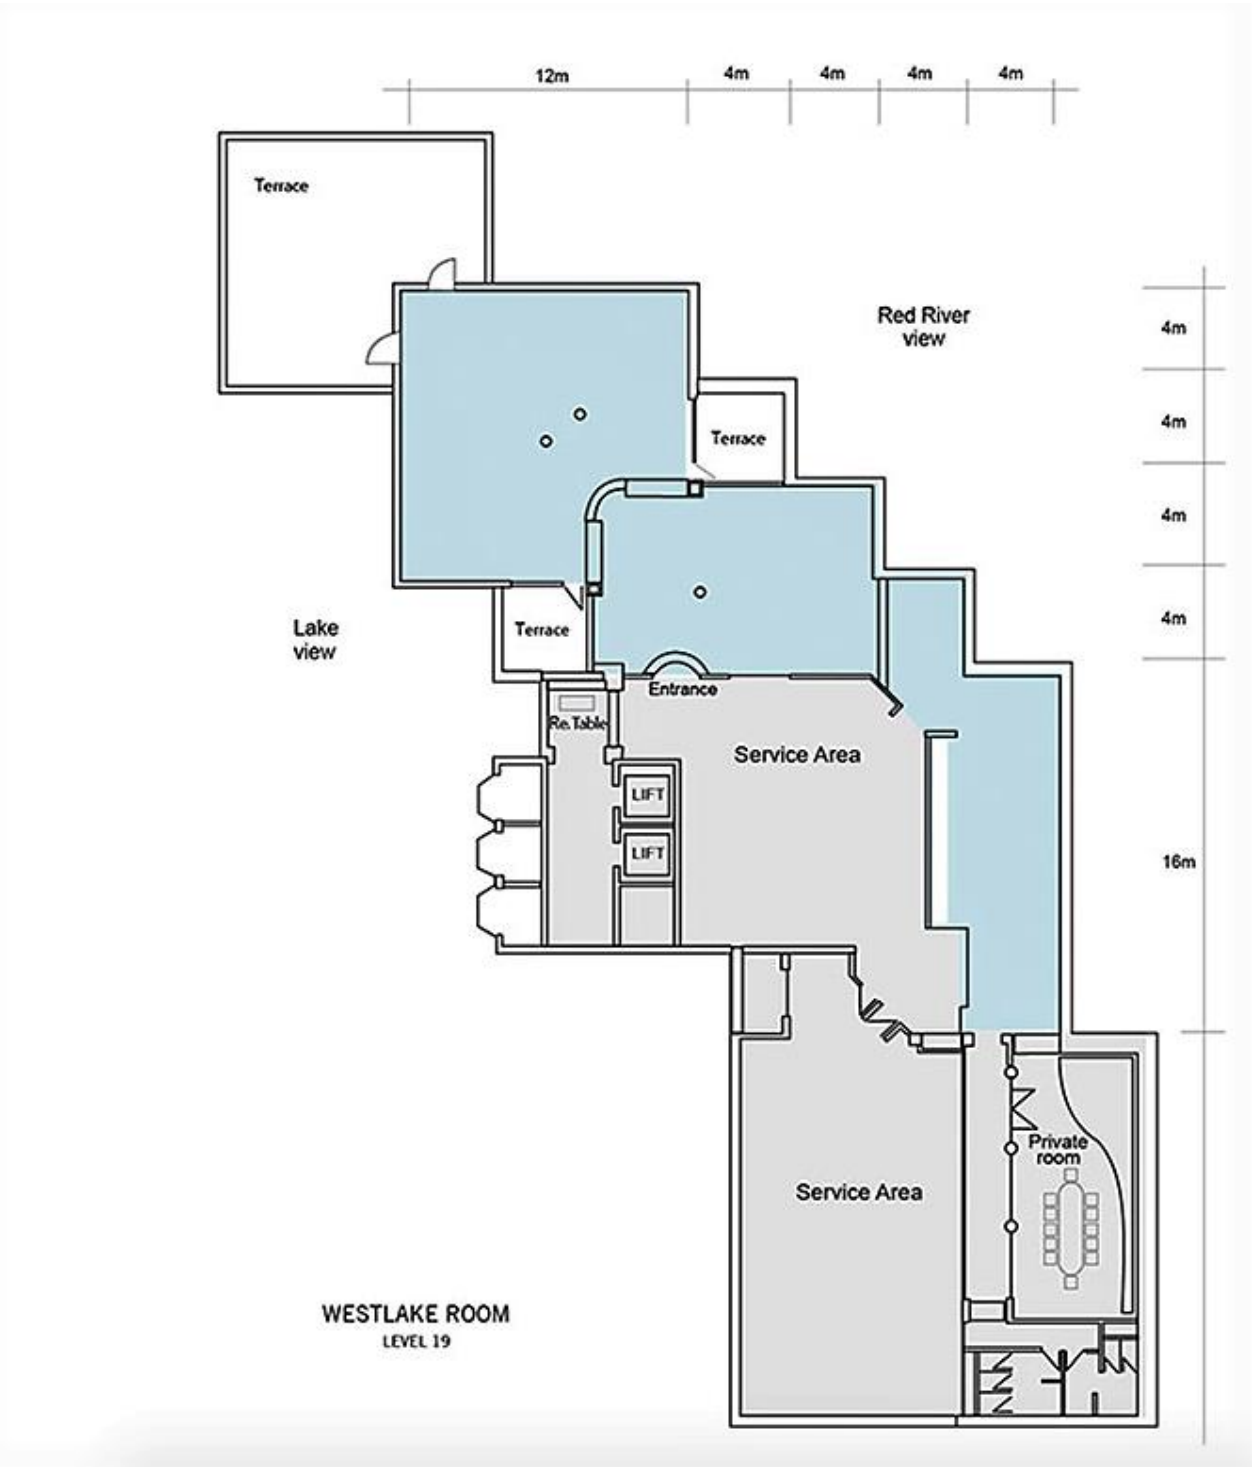 12m 4m 4m 4m 4m
Terrace
Red River
view
4m
4m
Terrace
4m
4m
Lake
view
Terrace
Entrance
Re.Table
Service Area
LIFT
LIFT
16m
Private
room
Service Area
WESTLAKE ROOM
LEVEL 19